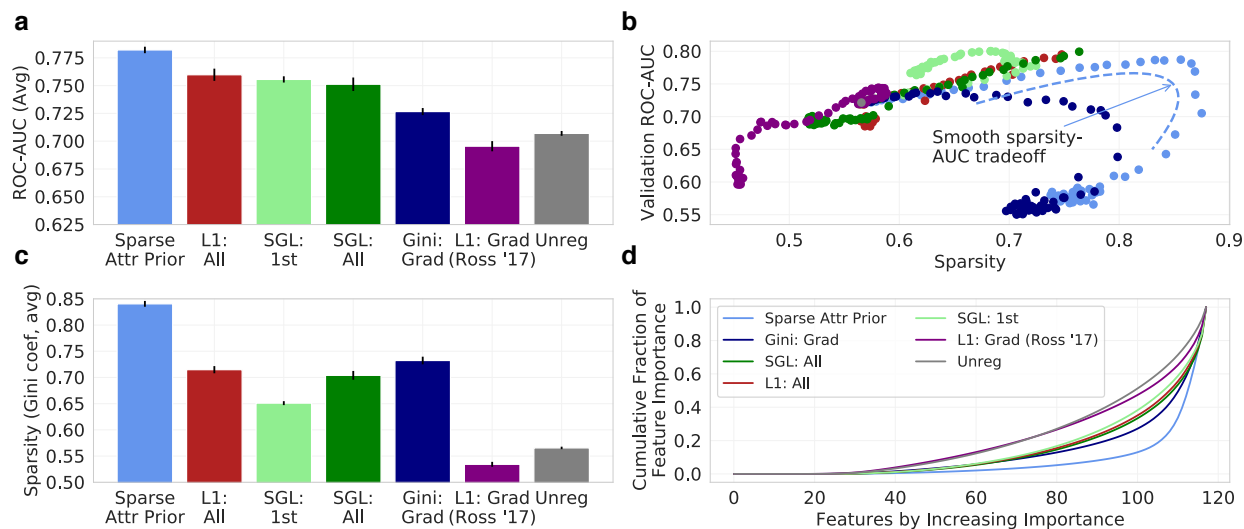 a
ROC-AUC (Avg)
0.775
0.750
0.725
0.700
0.675
0.650
0.625
Sparse
Attr Prior
L1:
All
SGL:
1st
SGL:
All
Gini:
Grad
L1: Grad
(Ross '17)
Unreg
b
Validation ROC-AUC
0.80
0.75
0.70
0.65
0.60
0.55
Smooth sparsity-
AUC tradeoff
0.5
0.6
0.7
0.8
0.9
Sparsity
c
Sparsity (Gini coef, avg)
0.85
0.80
0.75
0.70
0.65
0.60
0.55
0.50
Sparse
Attr Prior
L1:
All
SGL:
1st
SGL:
All
Gini:
Grad
L1: Grad
(Ross '17)
Unreg
d
Cumulative Fraction of
Feature Importance
1.0
0.8
0.6
0.4
0.2
0.0
Sparse Attr Prior
Gini: Grad
SGL: All
L1: All
SGL: 1st
L1: Grad (Ross '17)
Unreg
0
20
40
60
80
100
120
Features by Increasing Importance